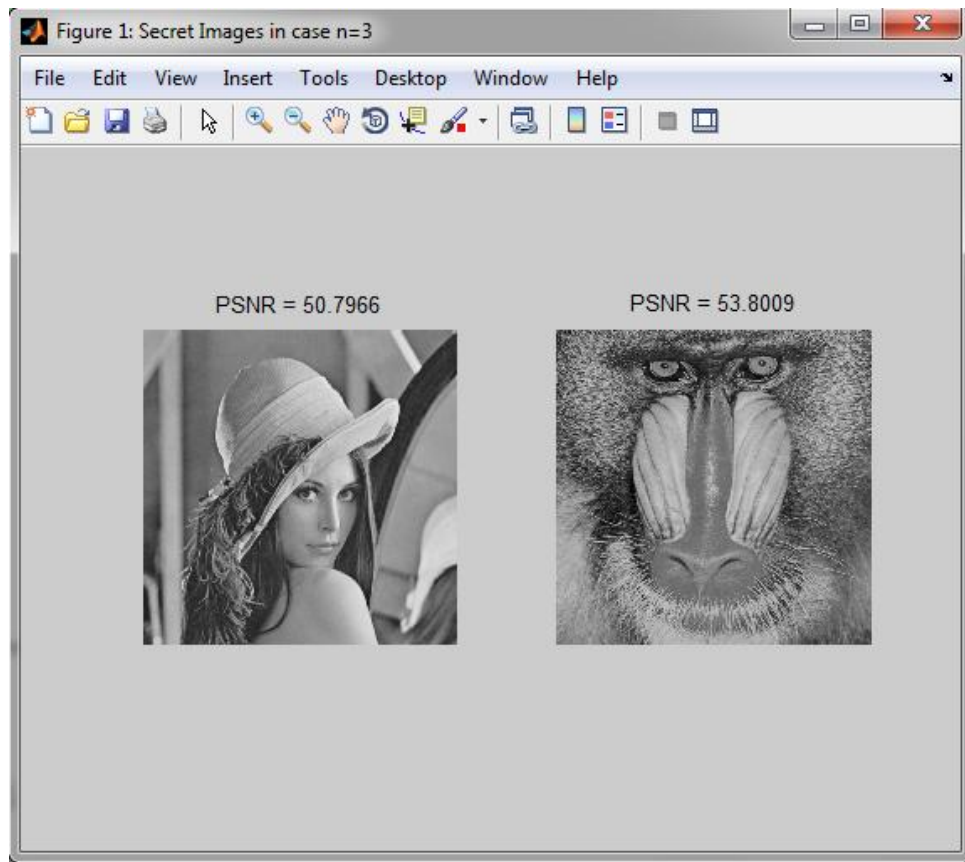 Figure 1: Secret Images in case n=3
File Edit View Insert Tools Desktop Window Help
PSNR = 50.7966
PSNR = 53.8009